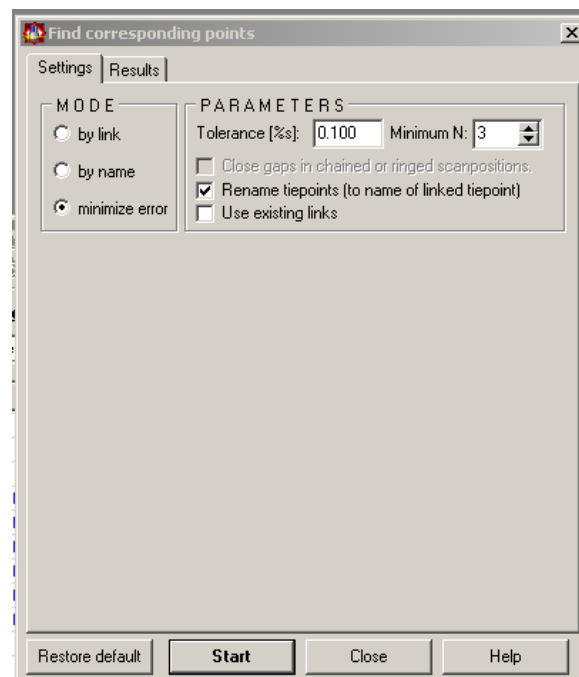 Find corresponding points
Settings Results
MODE
by link
by name
minimize error
PARAMETERS
Tolerance [%s]: 0.100 Minimum N: 3
Close gaps in chained or ringed scanpositions.
Rename tiepoints (to name of linked tiepoint)
Use existing links
Restore default Start Close Help